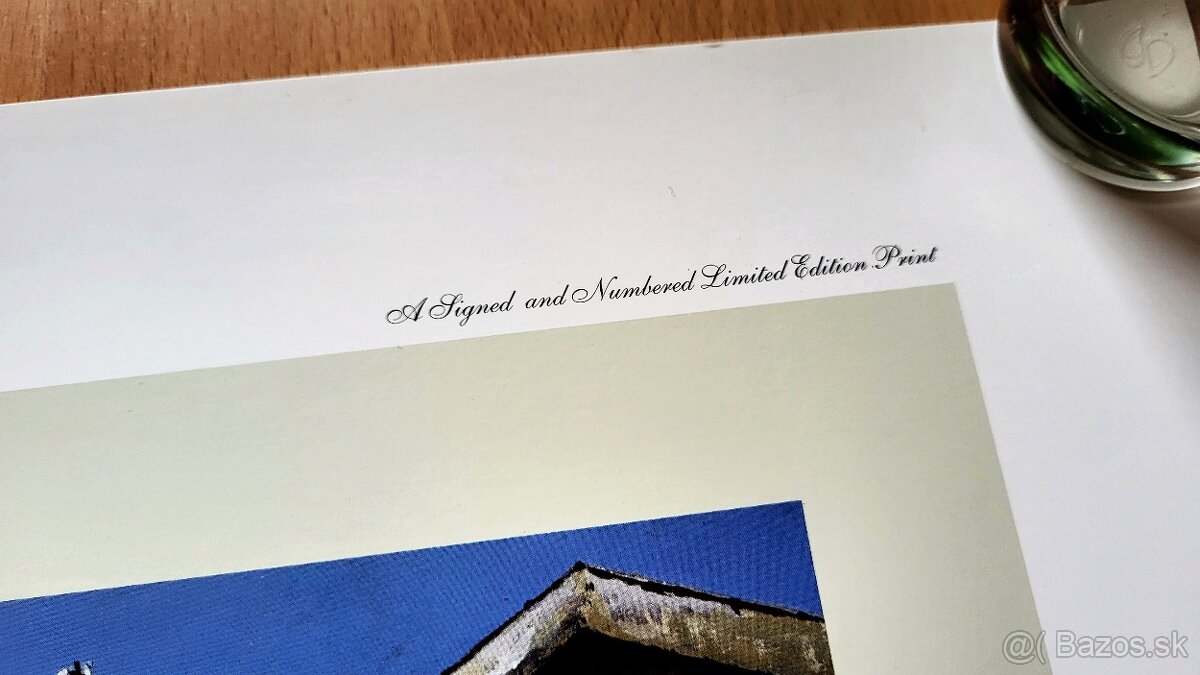 A Signed and Numbered Limited Edition Print
@( Bazos.sk